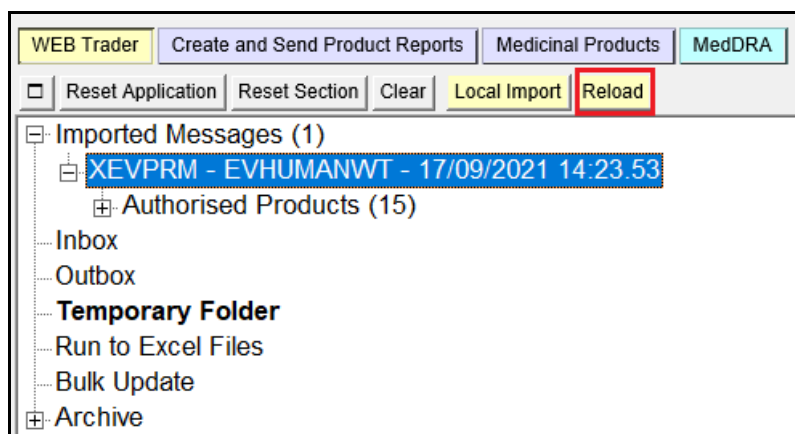 WEB Trader Create and Send Product Reports Medicinal Products MedDRA
Reset Application Reset Section Clear Local Import Reload
Imported Messages (1)
XEVPRM - EVHUMANWT - 17/09/2021 14:23.53
Authorised Products (15)
Inbox
Outbox
Temporary Folder
Run to Excel Files
Bulk Update
Archive